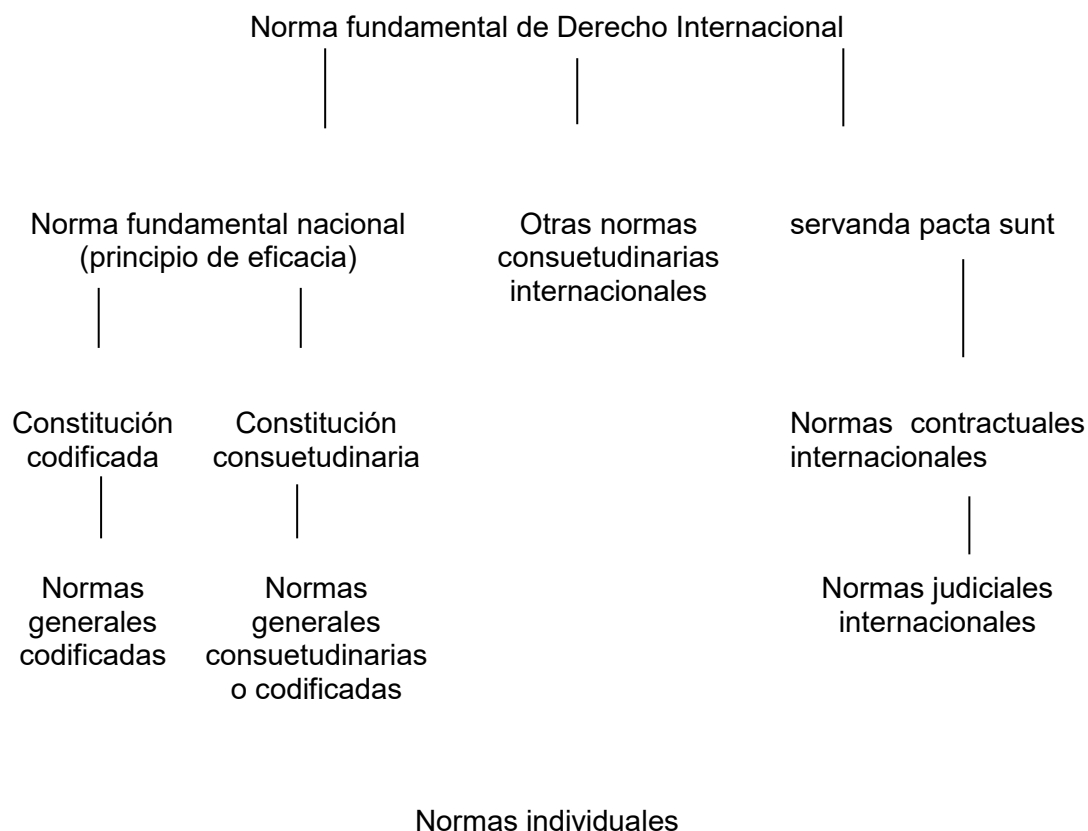 Norma fundamental de Derecho Internacional
Norma fundamental nacional
(principio de eficacia)
Otras normas
consuetudinarias
internacionales
servanda pacta sunt
Constitución
codificada
Constitución
consuetudinaria
Normas contractuales
internacionales
Normas
generales
codificadas
Normas
generales
consuetudinarias
o codificadas
Normas judiciales
internacionales
Normas individuales